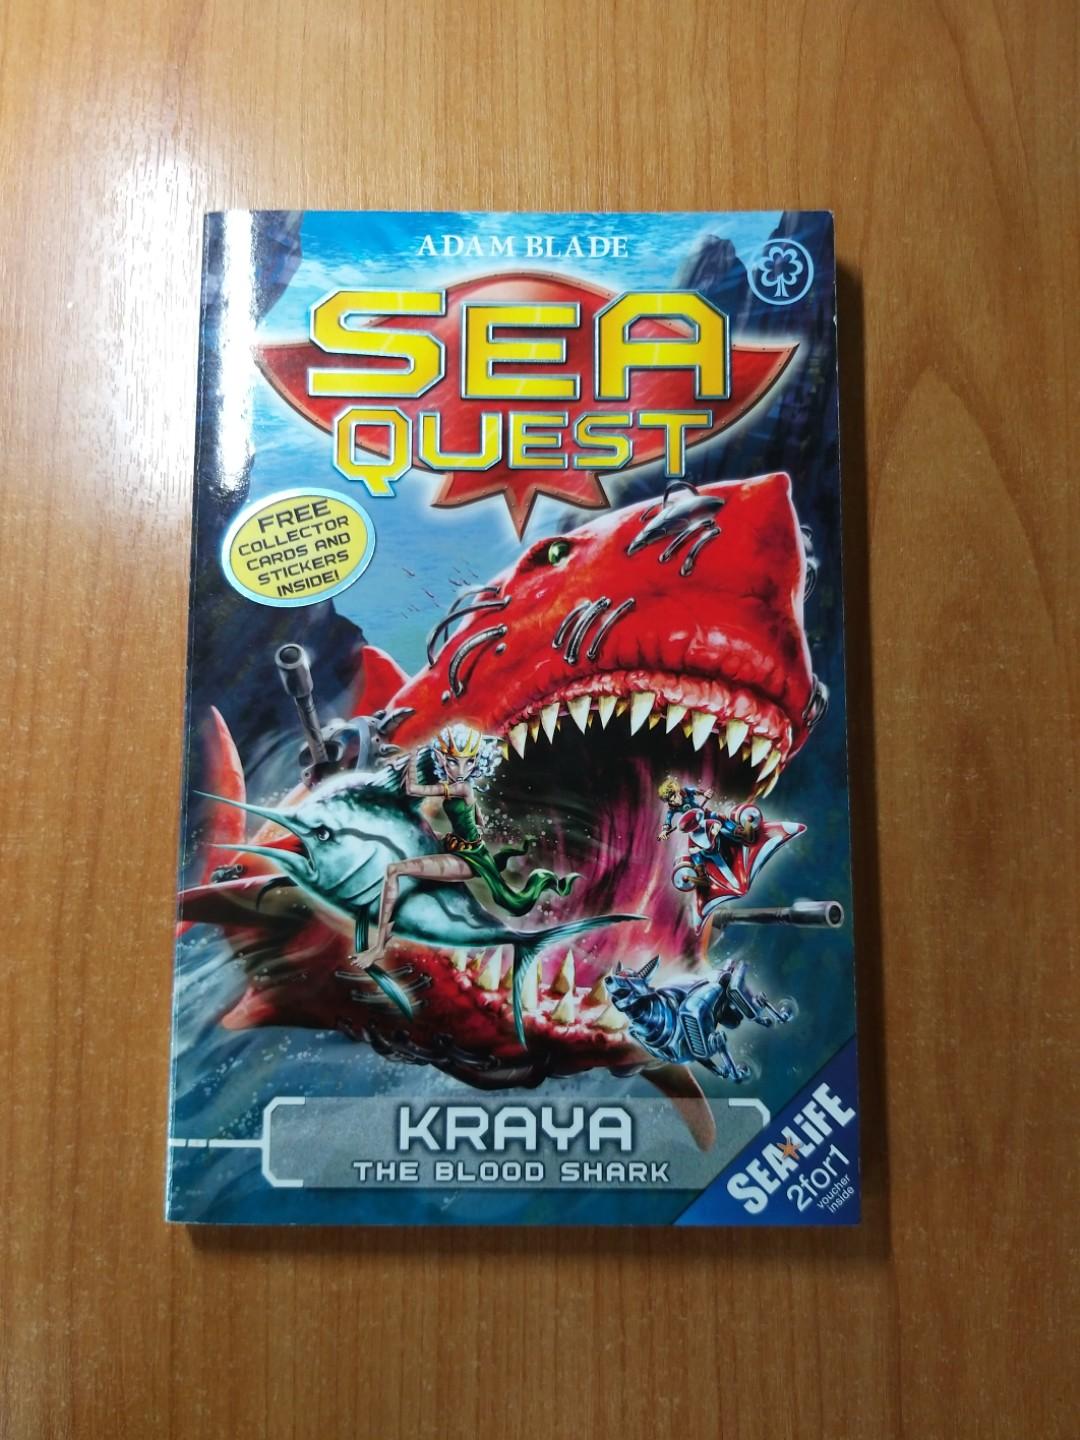 ADAM BLADE
SEA
QUEST
FREE
COLLECTOR
CARDS AND
STICKERS
INSIDE!
KRAYA
THE BLOOD SHARK
SEA LiFE
2for1
voucher
inside